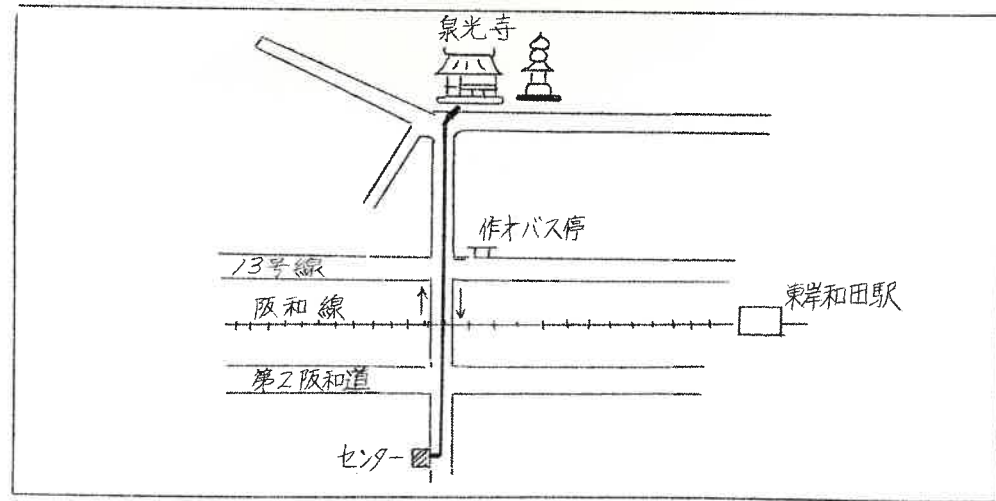 泉光寺
作才バス停
13号線
阪和線
東岸和田駅
第2阪和道
センター